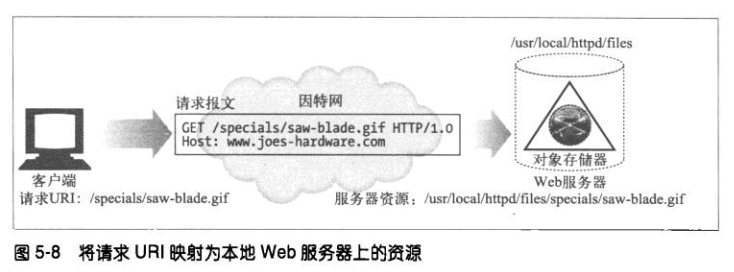 /usr/local/httpd/files
请求报文
因特网
GET /specials/saw-blade.gif HTTP/1.0
Host: www.joes-hardware.com
对象存储器
客户端
Web服务器
请求URI: /specials/saw-blade.gif
服务器资源: /usr/local/httpd/files/specials/saw-blade.gif
图 5-8 将请求 URI 映射为本地 Web 服务器上的资源